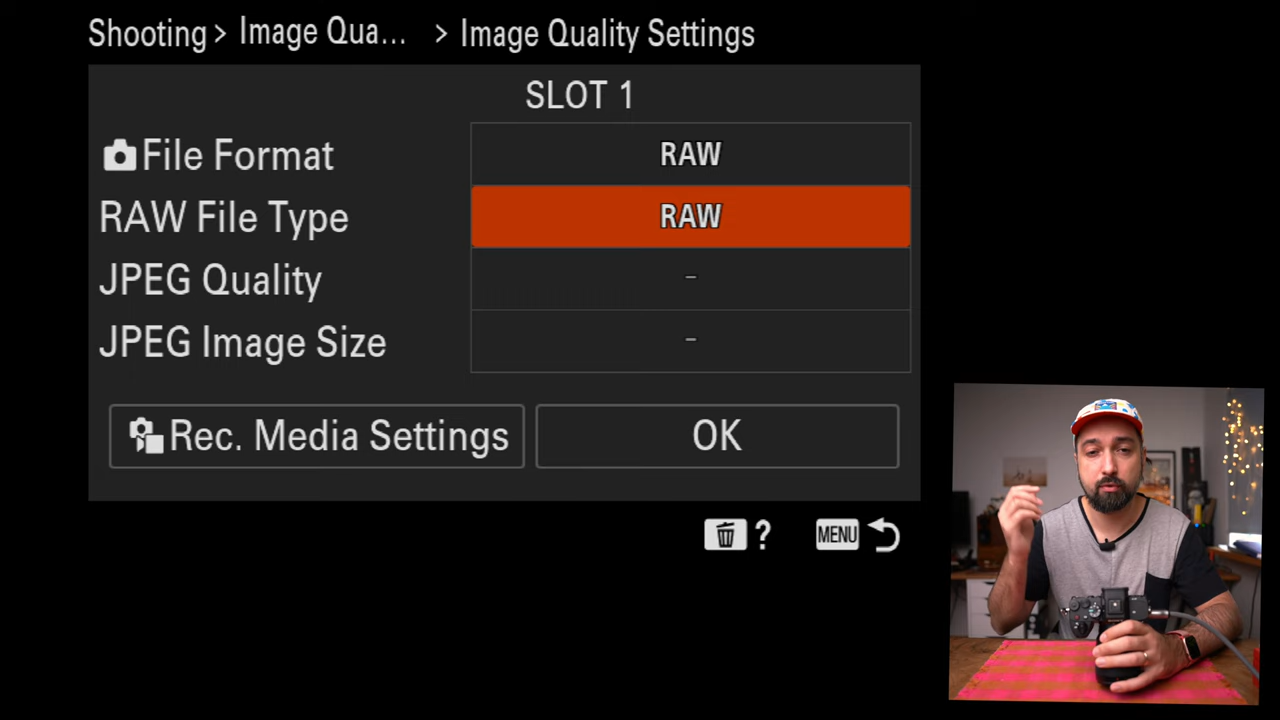 Shooting > Image Qua... > Image Quality Settings
SLOT 1
File Format RAW
RAW File Type RAW
JPEG Quality –
JPEG Image Size –
Rec. Media Settings OK
? MENU